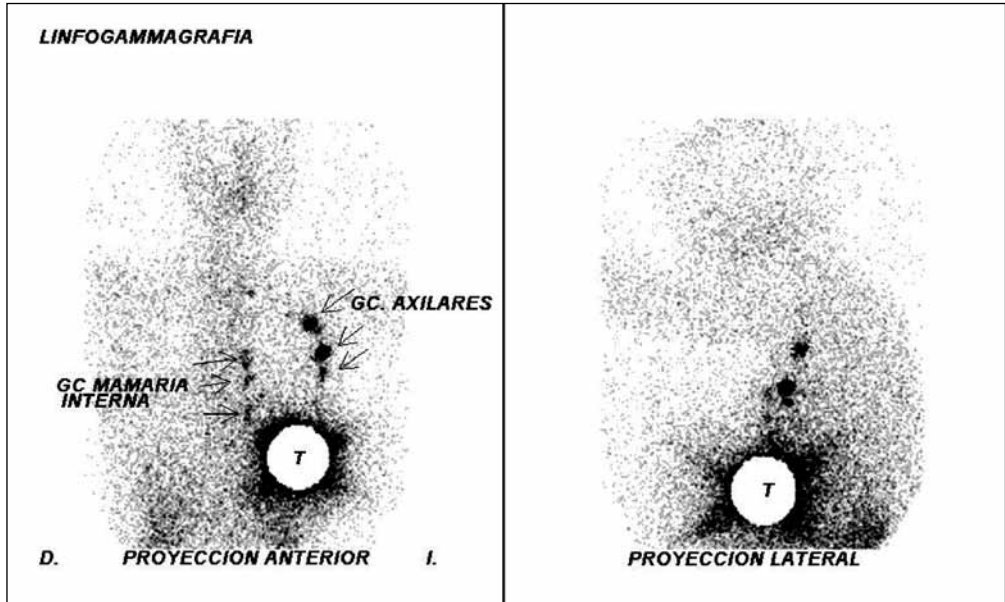 LINFOGAMMAGRAFIA
GC. AXILARES
GC MAMARIA
INTERNA
T
D. PROYECCION ANTERIOR I.
T
PROYECCION LATERAL